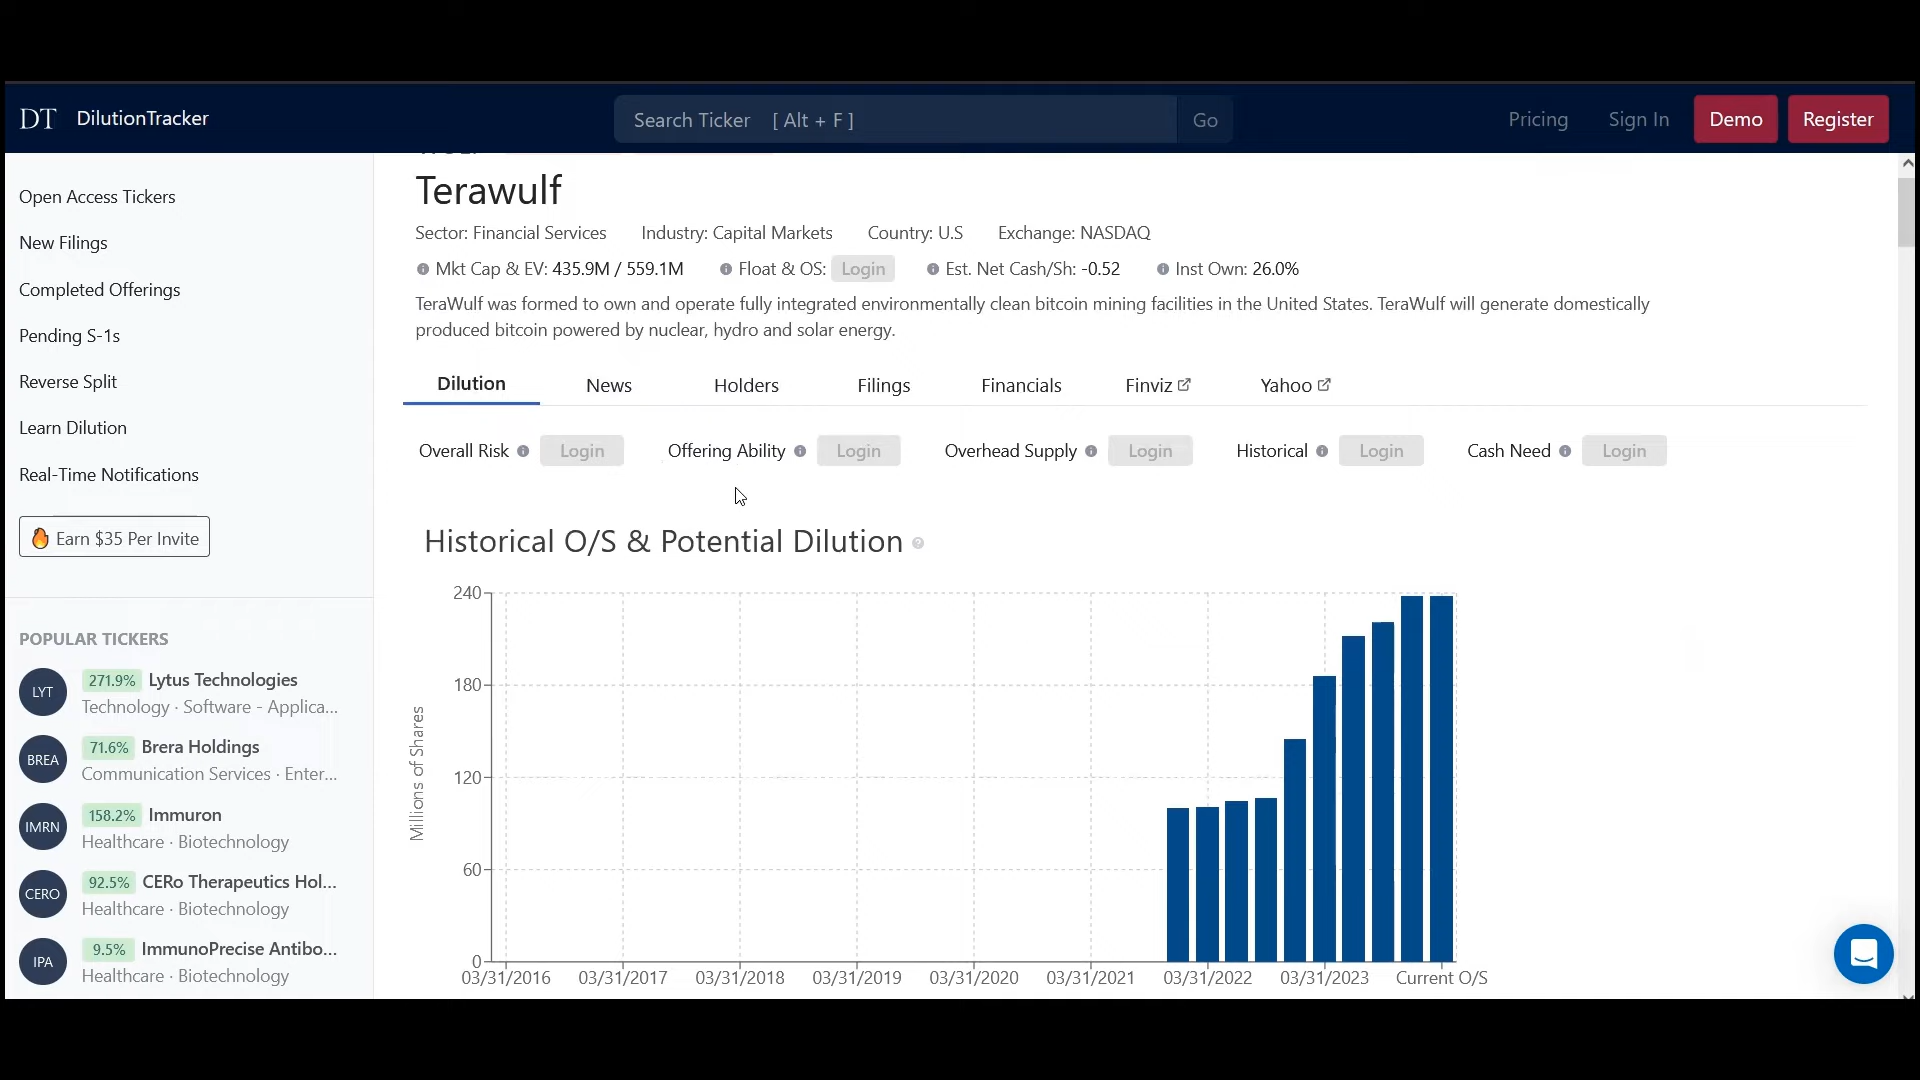 DT DilutionTracker
Search Ticker [ Alt + F ]
Go
Pricing
Sign In
Demo
Register
Open Access Tickers
New Filings
Completed Offerings
Pending S-1s
Reverse Split
Learn Dilution
Real-Time Notifications
Earn $35 Per Invite
POPULAR TICKERS
LYT
271.9% Lytus Technologies
Technology · Software - Applica...
BREA
71.6% Brera Holdings
Communication Services · Enter...
IMRN
158.2% Immuron
Healthcare · Biotechnology
CERO
92.5% CERo Therapeutics Hol...
Healthcare · Biotechnology
IPA
9.5% ImmunoPrecise Antibo...
Healthcare · Biotechnology
Terawulf
Sector: Financial Services Industry: Capital Markets Country: U.S Exchange: NASDAQ
Mkt Cap & EV: 435.9M / 559.1M Float & OS: Login Est. Net Cash/Sh: -0.52 Inst Own: 26.0%
TeraWulf was formed to own and operate fully integrated environmentally clean bitcoin mining facilities in the United States. TeraWulf will generate domestically
produced bitcoin powered by nuclear, hydro and solar energy.
Dilution News Holders Filings Financials Finviz Yahoo
Overall Risk Login Offering Ability Login Overhead Supply Login Historical Login Cash Need Login
Historical O/S & Potential Dilution
Millions of Shares
240
180
120
60
0
03/31/2016 03/31/2017 03/31/2018 03/31/2019 03/31/2020 03/31/2021 03/31/2022 03/31/2023 Current O/S